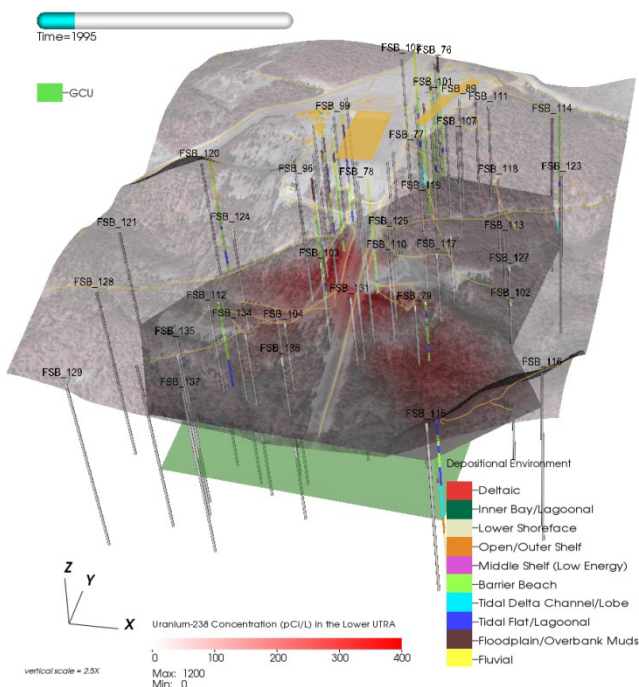 Time=1995
GCU
FSB_108
FSB_76
FSB_101
FSB_89
FSB_111
FSB_99
FSB_114
FSB_107
FSB_77
FSB_120
FSB_96
FSB_78
FSB_118
FSB_123
FSB_119
FSB_121
FSB_124
FSB_125
FSB_113
FSB_110
FSB_117
FSB_103
FSB_127
FSB_128
FSB_131
FSB_79
FSB_102
FSB_112
FSB_134
FSB_104
FSB_135
FSB_136
FSB_116
FSB_129
FSB_137
FSB_115
Depositional Environment
Deltaic
Inner Bay/Lagoonal
Lower Shoreface
Open/Outer Shelf
Middle Shelf (Low Energy)
Barrier Beach
Tidal Delta Channel/Lobe
Tidal Flat/Lagoonal
Floodplain/Overbank Muds
Fluvial
Z
Y
X
Uranium-238 Concentration (pCi/L) in the Lower UTRA
0 100 200 300 400
Max: 1200
Min: 0
vertical scale = 2.5X